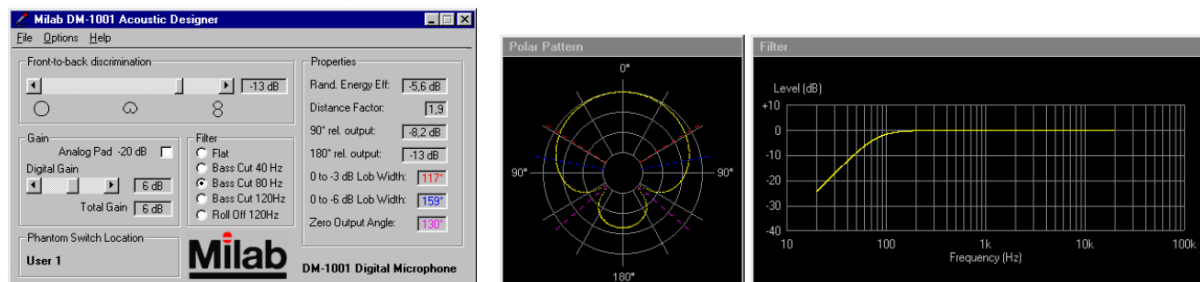 Milab DM-1001 Acoustic Designer
File Options Help
Front-to-back discrimination
-13 dB
Gain
Analog Pad -20 dB
Digital Gain
6 dB
Total Gain 6 dB
Filter
Flat
Bass Cut 40 Hz
Bass Cut 80 Hz
Bass Cut 120Hz
Roll Off 120Hz
Phantom Switch Location
User 1
Milab
Properties
Rand. Energy Eff: -5,6 dB
Distance Factor: 1,9
90° rel. output: -8,2 dB
180° rel. output: -13 dB
0 to -3 dB Lob Width: 117°
0 to -6 dB Lob Width: 159°
Zero Output Angle: 130°
DM-1001 Digital Microphone
Polar Pattern
0°
90° 90°
180°
Filter
Level (dB)
+10
0
-10
-20
-30
-40
10 100 1k 10k 100k
Frequency (Hz)